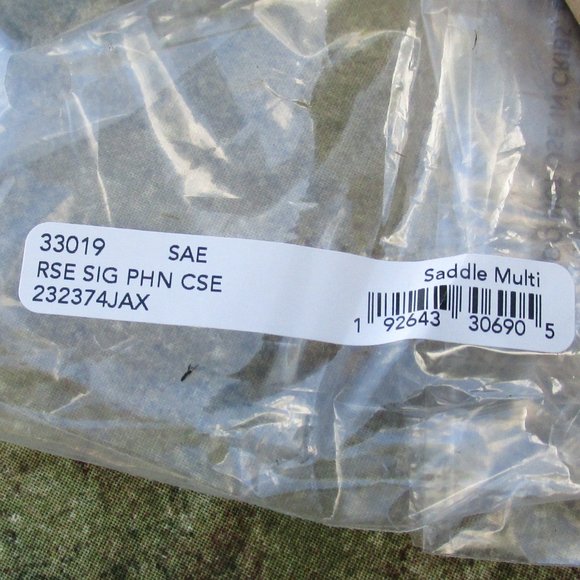 33019 SAE
RSE SIG PHN CSE
232374JAX
Saddle Multi
1 92643 30690 5